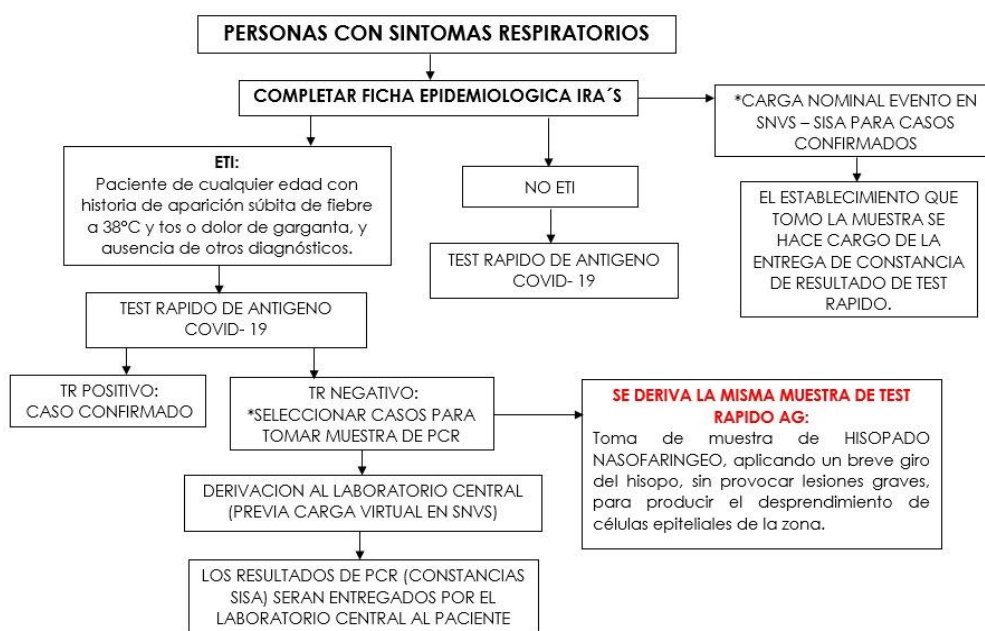 PERSONAS CON SINTOMAS RESPIRATORIOS
COMPLETAR FICHA EPIDEMIOLOGICA IRA´S
*CARGA NOMINAL EVENTO EN
SNVS – SISA PARA CASOS
CONFIRMADOS
ETI:
Paciente de cualquier edad con
historia de aparición súbita de fiebre
a 38°C y tos o dolor de garganta, y
ausencia de otros diagnósticos.
NO ETI
EL ESTABLECIMIENTO QUE
TOMO LA MUESTRA SE
HACE CARGO DE LA
ENTREGA DE CONSTANCIA
DE RESULTADO DE TEST
RAPIDO.
TEST RAPIDO DE ANTIGENO
COVID- 19
TEST RAPIDO DE ANTIGENO
COVID- 19
TR POSITIVO:
CASO CONFIRMADO
TR NEGATIVO:
*SELECCIONAR CASOS PARA
TOMAR MUESTRA DE PCR
SE DERIVA LA MISMA MUESTRA DE TEST
RAPIDO AG:
Toma de muestra de HISOPADO
NASOFARINGEO, aplicando un breve giro
del hisopo, sin provocar lesiones graves,
para producir el desprendimiento de
células epiteliales de la zona.
DERIVACION AL LABORATORIO CENTRAL
(PREVIA CARGA VIRTUAL EN SNVS)
LOS RESULTADOS DE PCR (CONSTANCIAS
SISA) SERAN ENTREGADOS POR EL
LABORATORIO CENTRAL AL PACIENTE